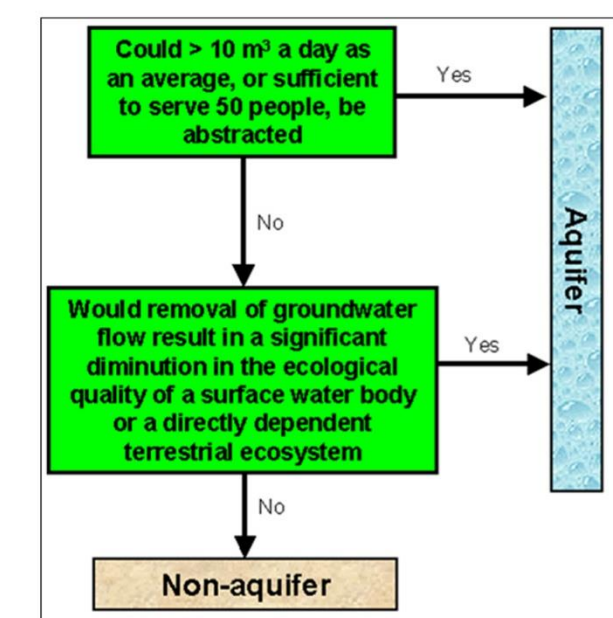 Could > 10 m³ a day as
an average, or sufficient
to serve 50 people, be
abstracted
Yes
No
Would removal of groundwater
flow result in a significant
diminution in the ecological
quality of a surface water body
or a directly dependent
terrestrial ecosystem
Yes
No
Non-aquifer
Aquifer